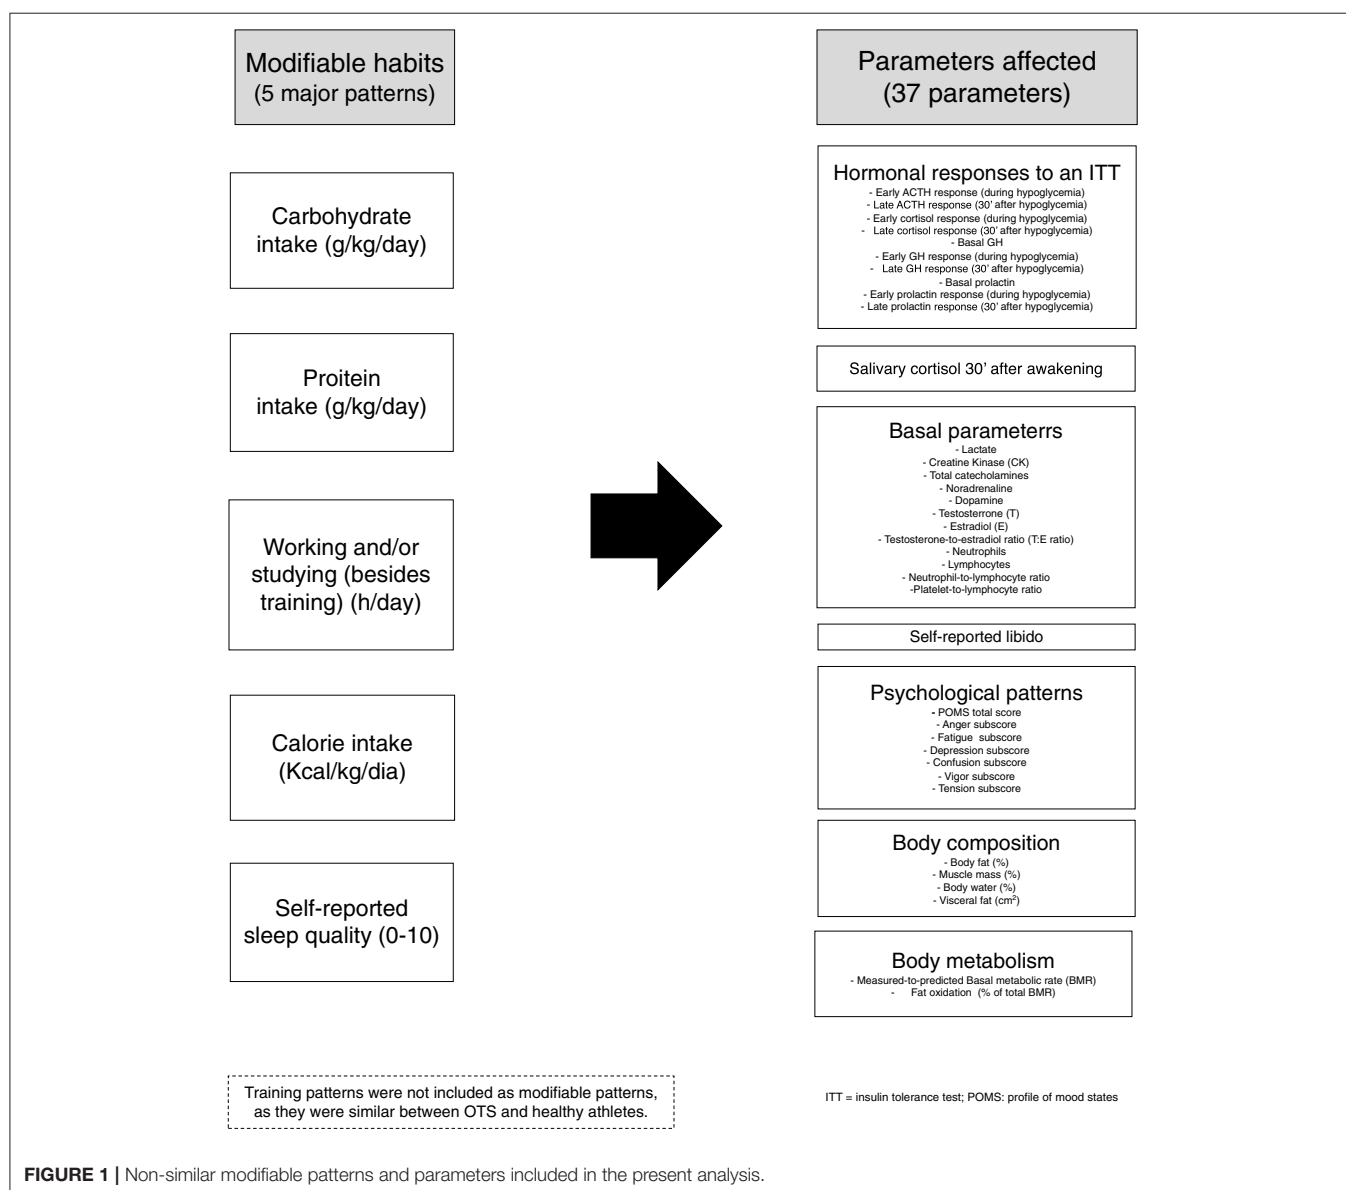 Modifiable habits
(5 major patterns)
Carbohydrate
intake (g/kg/day)
Proitein
intake (g/kg/day)
Working and/or
studying (besides
training) (h/day)
Calorie intake
(Kcal/kg/dia)
Self-reported
sleep quality (0-10)
Training patterns were not included as modifiable patterns,
as they were similar between OTS and healthy athletes.
Parameters affected
(37 parameters)
Hormonal responses to an ITT
- Early ACTH response (during hypoglycemia)
- Late ACTH response (30' after hypoglycemia)
- Early cortisol response (during hypoglycemia)
- Late cortisol response (30' after hypoglycemia)
- Basal GH
- Early GH response (during hypoglycemia)
- Late GH response (30' after hypoglycemia)
- Basal prolactin
- Early prolactin response (during hypoglycemia)
- Late prolactin response (30' after hypoglycemia)
Salivary cortisol 30' after awakening
Basal parameterrs
- Lactate
- Creatine Kinase (CK)
- Total catecholamines
- Noradrenaline
- Dopamine
- Testosterrone (T)
- Estradiol (E)
- Testosterone-to-estradiol ratio (T:E ratio)
- Neutrophils
- Lymphocytes
- Neutrophil-to-lymphocyte ratio
-Platelet-to-lymphocyte ratio
Self-reported libido
Psychological patterns
- POMS total score
- Anger subscore
- Fatigue subscore
- Depression subscore
- Confusion subscore
- Vigor subscore
- Tension subscore
Body composition
- Body fat (%)
- Muscle mass (%)
- Body water (%)
- Visceral fat (cm²)
Body metabolism
- Measured-to-predicted Basal metabolic rate (BMR)
- Fat oxidation (% of total BMR)
ITT = insulin tolerance test; POMS: profile of mood states
FIGURE 1 | Non-similar modifiable patterns and parameters included in the present analysis.